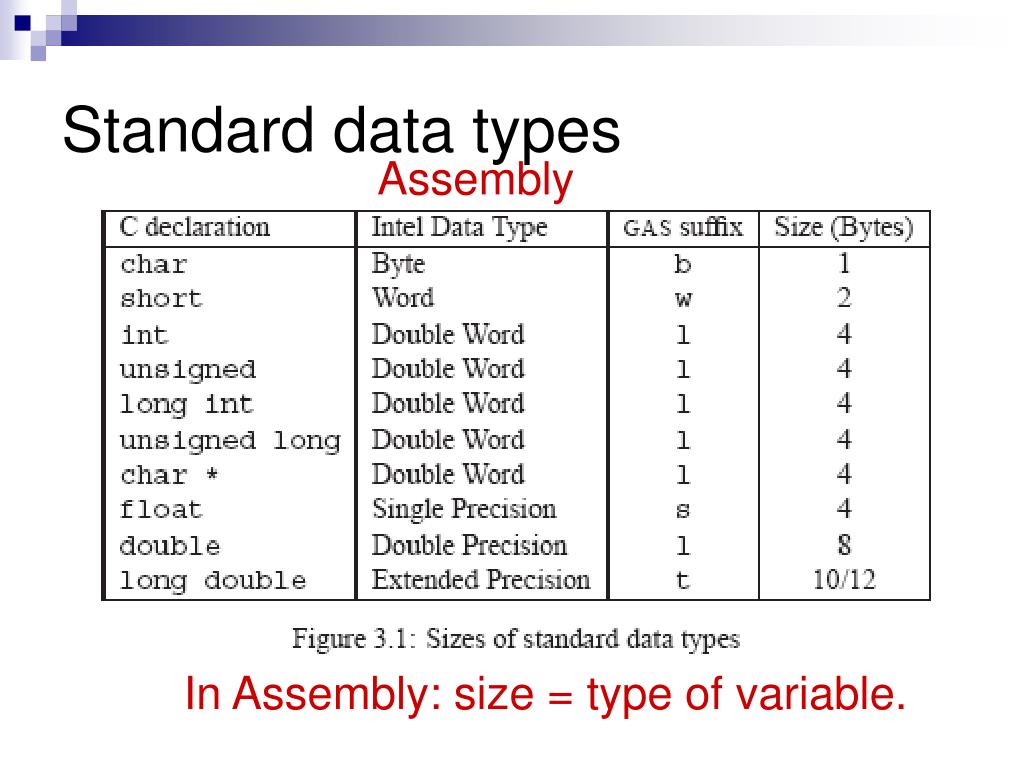 Standard data types
Assembly
C declaration Intel Data Type GAS suffix Size (Bytes)
char Byte b 1
short Word w 2
int Double Word l 4
unsigned Double Word l 4
long int Double Word l 4
unsigned long Double Word l 4
char * Double Word l 4
float Single Precision s 4
double Double Precision l 8
long double Extended Precision t 10/12
Figure 3.1: Sizes of standard data types
In Assembly: size = type of variable.